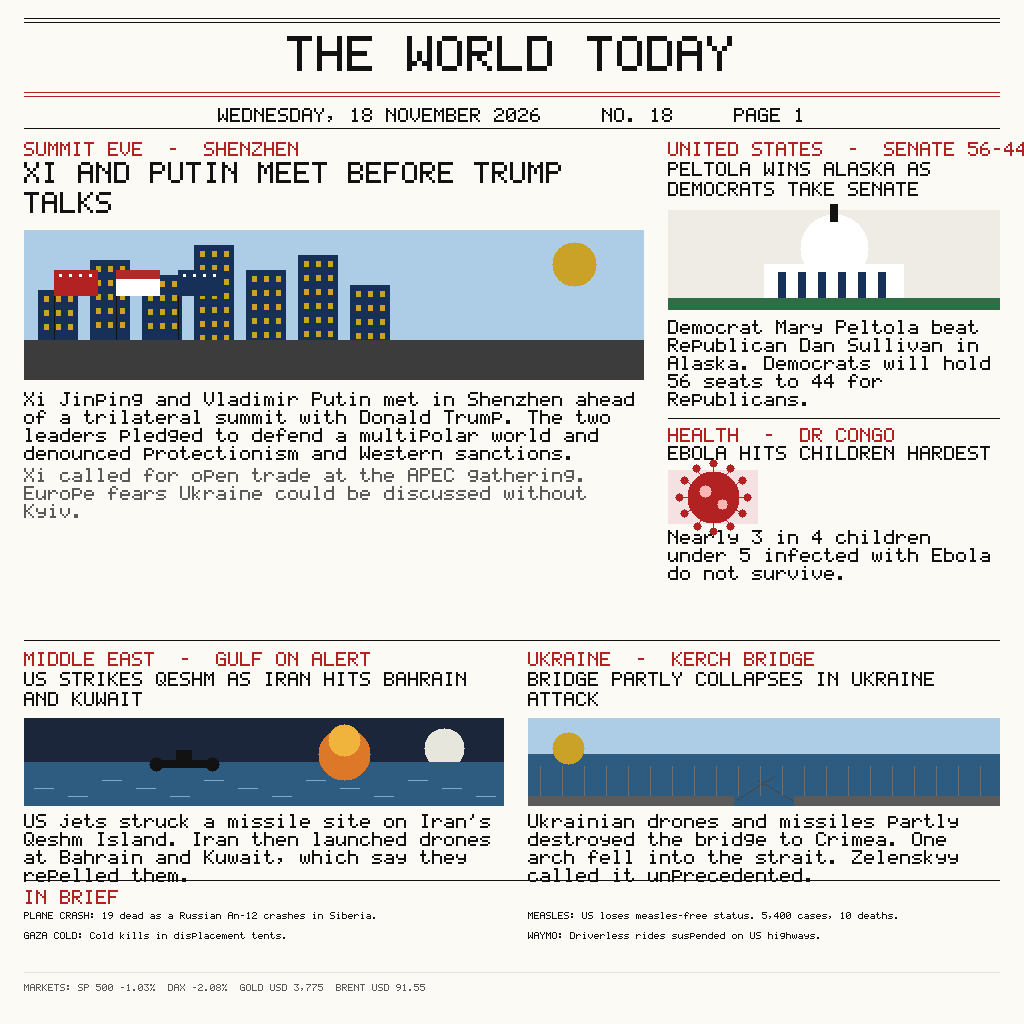 THE WORLD TODAY
WEDNESDAY, 18 NOVEMBER 2026 NO. 18 PAGE 1
SUMMIT EVE - SHENZHEN
XI AND PUTIN MEET BEFORE TRUMP
TALKS
Xi Jinping and Vladimir Putin met in Shenzhen ahead
of a trilateral summit with Donald Trump. The two
leaders pledged to defend a multipolar world and
denounced protectionism and Western sanctions.
Xi called for open trade at the APEC gathering.
Europe fears Ukraine could be discussed without
Kyiv.
UNITED STATES - SENATE 56-44
PELTOLA WINS ALASKA AS
DEMOCRATS TAKE SENATE
Democrat Mary Peltola beat
Republican Dan Sullivan in
Alaska. Democrats will hold
56 seats to 44 for
Republicans.
HEALTH - DR CONGO
EBOLA HITS CHILDREN HARDEST
Nearly 3 in 4 children
under 5 infected with Ebola
do not survive.
MIDDLE EAST - GULF ON ALERT
US STRIKES QESHM AS IRAN HITS BAHRAIN
AND KUWAIT
US jets struck a missile site on Iran's
Qeshm Island. Iran then launched drones
at Bahrain and Kuwait, which say they
repelled them.
UKRAINE - KERCH BRIDGE
BRIDGE PARTLY COLLAPSES IN UKRAINE
ATTACK
Ukrainian drones and missiles partly
destroyed the bridge to Crimea. One
arch fell into the strait. Zelenskyy
called it unprecedented.
IN BRIEF
PLANE CRASH: 19 dead as a Russian An-12 crashes in Siberia.
GAZA COLD: Cold kills in displacement tents.
MEASLES: US loses measles-free status. 5,400 cases, 10 deaths.
WAYMO: Driverless rides suspended on US highways.
MARKETS: SP 500 -1.03% DAX -2.08% GOLD USD 3,775 BRENT USD 91.55